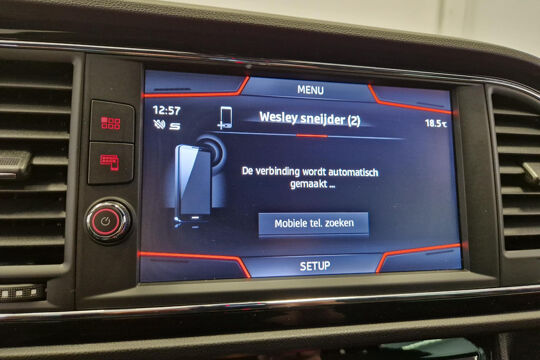 MENU
12:57
Wesley sneijder (2)
18.5°C
De verbinding wordt automatisch
gemaakt ...
Mobiele tel. zoeken
SETUP